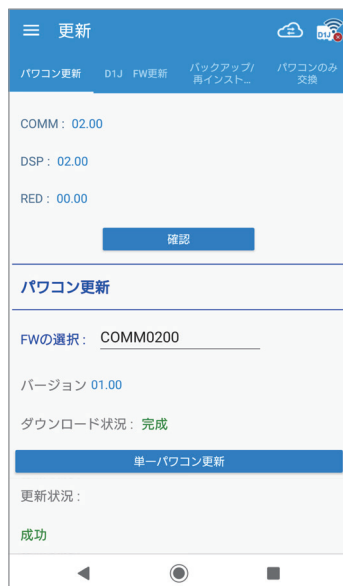 更新
D1J
パワコン更新 D1J FW更新 バックアップ/ 再インスト... パワコンのみ 交換
COMM : 02.00
DSP : 02.00
RED : 00.00
確認
パワコン更新
FWの選択 : COMM0200
バージョン 01.00
ダウンロード状況 : 完成
単一パワコン更新
更新状況 :
成功